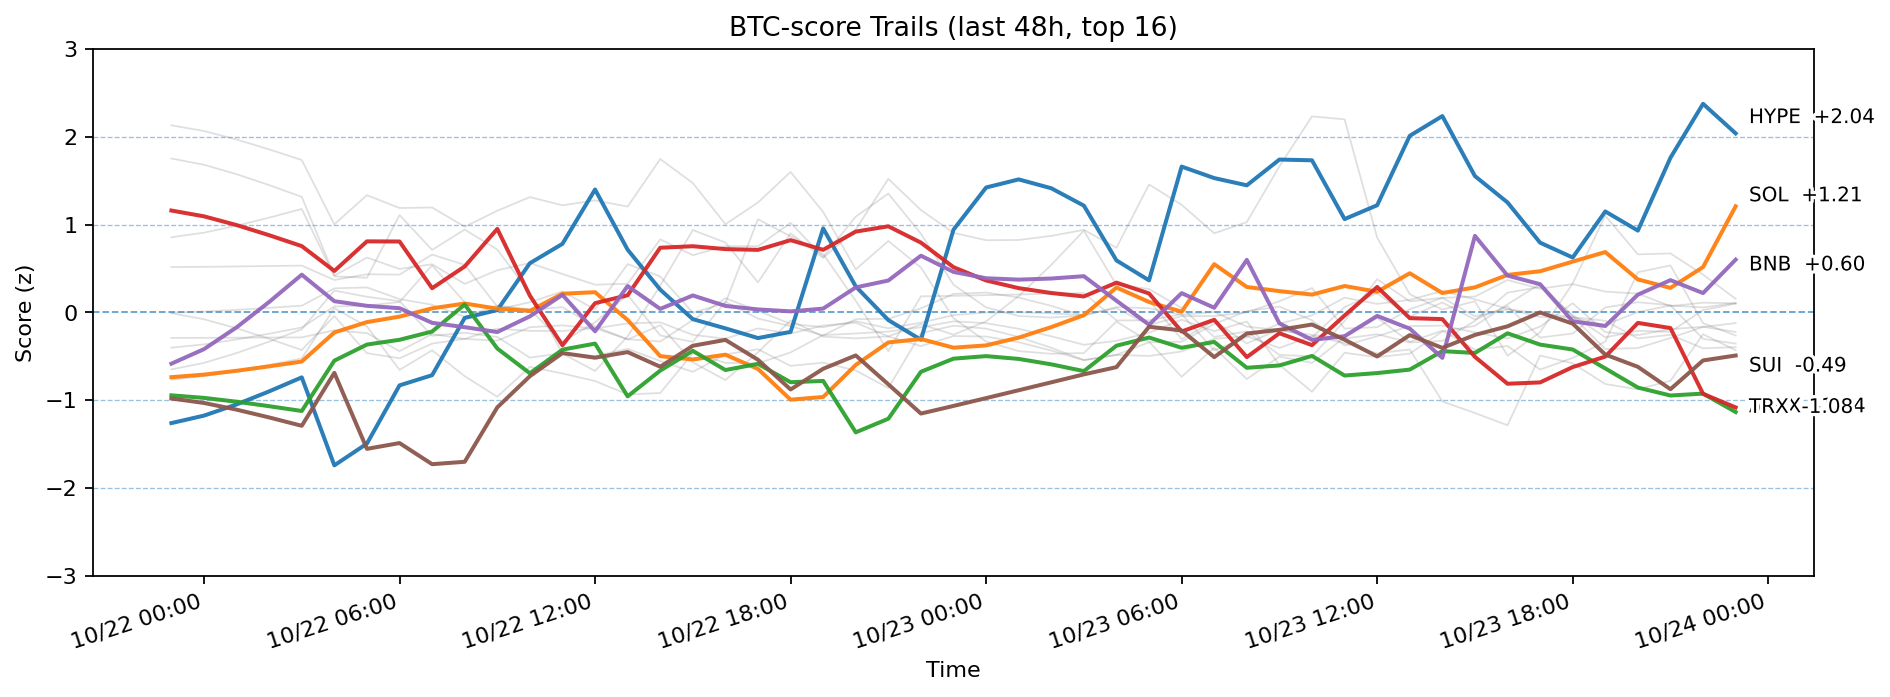 BTC-score Trails (last 48h, top 16)
Score (z)
3
2
1
0
−1
−2
−3
HYPE +2.04
SOL +1.21
BNB +0.60
SUI -0.49
10/22 00:00
10/22 06:00
10/22 12:00
10/22 18:00
10/23 00:00
10/23 06:00
10/23 12:00
10/23 18:00
10/24 00:00
Time